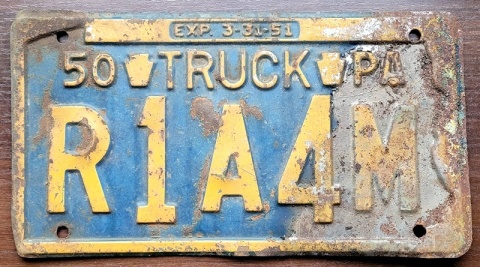 EXP. 3-31-51
50 TRUCK PA
R1A4M